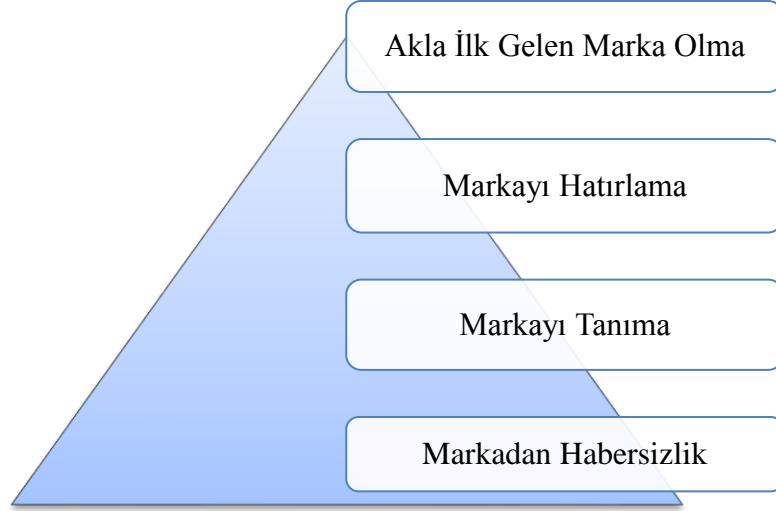 Akla İlk Gelen Marka Olma
Markayı Hatırlama
Markayı Tanıma
Markadan Habersizlik